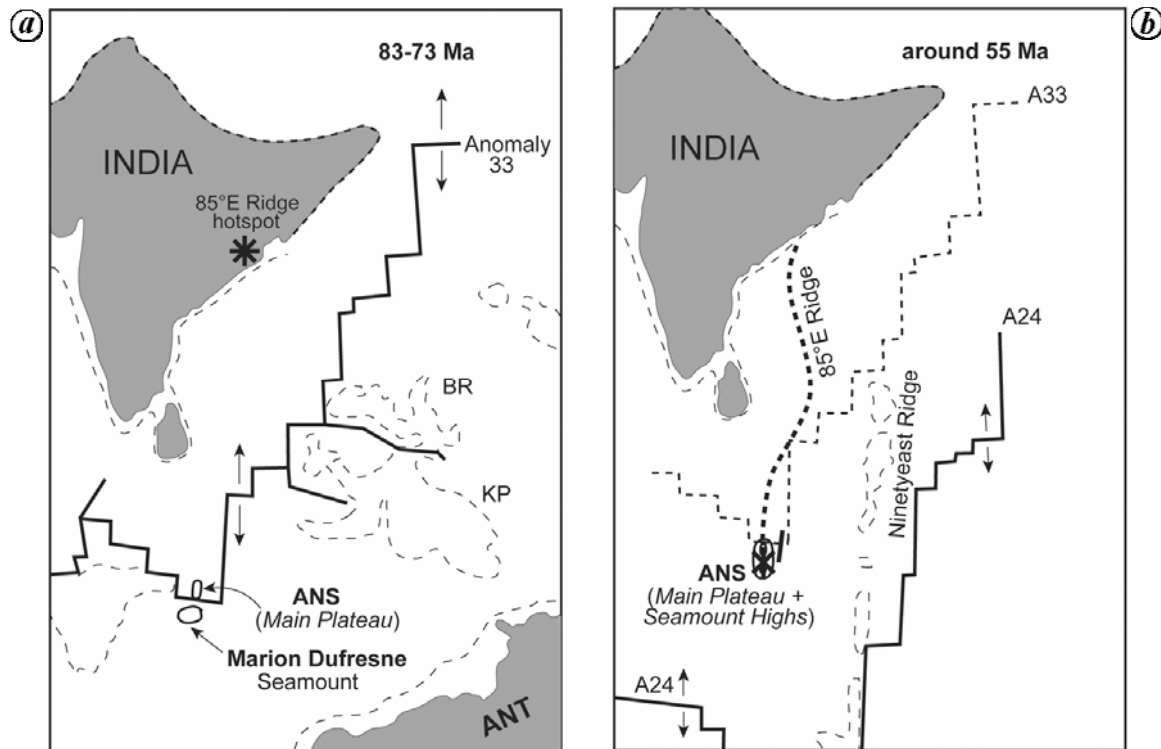 a
83-73 Ma
INDIA
Anomaly
33
85°E Ridge
hotspot
BR
KP
ANS
(Main Plateau)
Marion Dufresne
Seamount
ANT
b
around 55 Ma
A33
INDIA
85°E Ridge
A24
Ninetyeast Ridge
ANS
(Main Plateau +
Seamount Highs)
A24